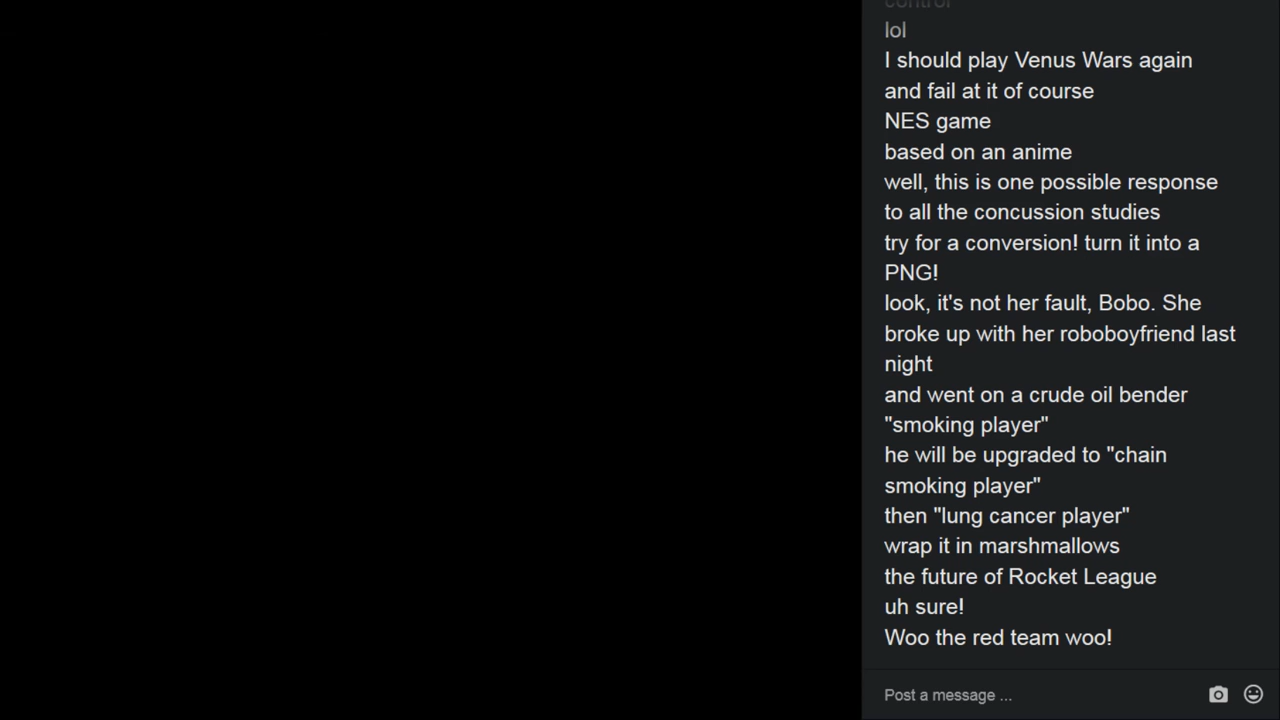 control
lol
I should play Venus Wars again
and fail at it of course
NES game
based on an anime
well, this is one possible response
to all the concussion studies
try for a conversion! turn it into a
PNG!
look, it's not her fault, Bobo. She
broke up with her roboboyfriend last
night
and went on a crude oil bender
"smoking player"
he will be upgraded to "chain
smoking player"
then "lung cancer player"
wrap it in marshmallows
the future of Rocket League
uh sure!
Woo the red team woo!
Post a message ...